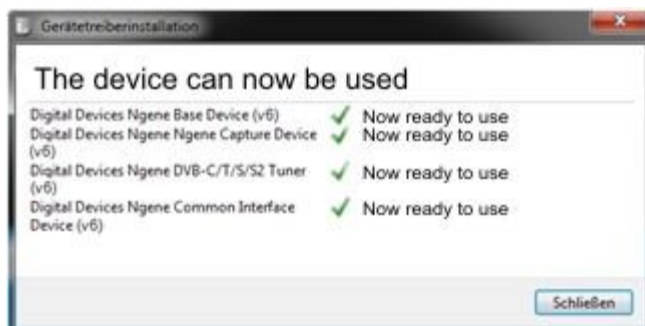 Gerätetreiberinstallation
The device can now be used
Digital Devices Ngene Base Device (v6) Now ready to use
Digital Devices Ngene Ngene Capture Device Now ready to use
(v6)
Digital Devices Ngene DVB-C/T/S/S2 Tuner Now ready to use
(v6)
Digital Devices Ngene Common Interface Now ready to use
Device (v6)
Schließen